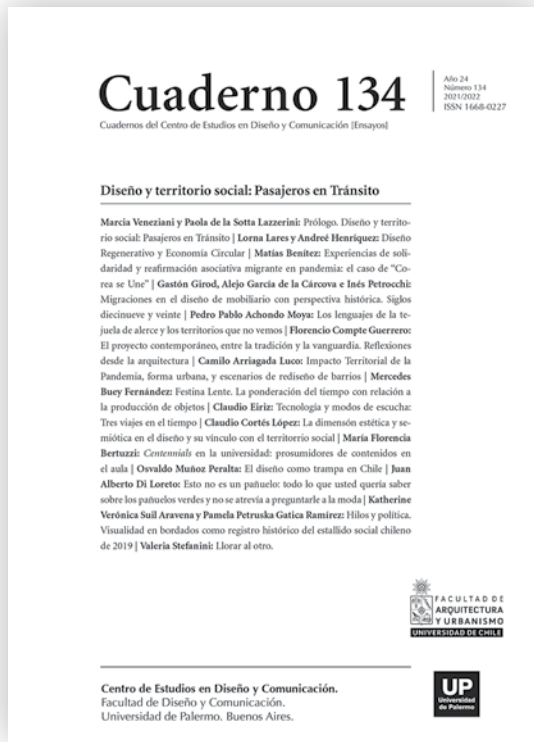 Cuaderno 134
Año 24
Número 134
2021/2022
ISSN 1668-0227
Cuadernos del Centro de Estudios en Diseño y Comunicación [Ensayos]
Diseño y territorio social: Pasajeros en Tránsito
Marcia Veneziani y Paola de la Sotta Lazzerini: Prólogo. Diseño y territo-
rio social: Pasajeros en Tránsito | Lorna Lares y Andreé Henríquez: Diseño
Regenerativo y Economía Circular | Matías Benítez: Experiencias de soli-
daridad y reafirmación asociativa migrante en pandemia: el caso de “Co-
rea se Une” | Gastón Girod, Alejo García de la Cárcova e Inés Petrocchi:
Migraciones en el diseño de mobiliario con perspectiva histórica. Siglos
diecinueve y veinte | Pedro Pablo Achondo Moya: Los lenguajes de la te-
juela de alerce y los territorios que no vemos | Florencio Compte Guerrero:
El proyecto contemporáneo, entre la tradición y la vanguardia. Reflexiones
desde la arquitectura | Camilo Arriagada Luco: Impacto Territorial de la
Pandemia, forma urbana, y escenarios de rediseño de barrios | Mercedes
Buey Fernández: Festina Lente. La ponderación del tiempo con relación a
la producción de objetos | Claudio Eiriz: Tecnología y modos de escucha:
Tres viajes en el tiempo | Claudio Cortés López: La dimensión estética y se-
miótica en el diseño y su vínculo con el territorrio social | María Florencia
Bertuzzi: Centennials en la universidad: prosumidores de contenidos en
el aula | Osvaldo Muñoz Peralta: El diseño como trampa en Chile | Juan
Alberto Di Loreto: Esto no es un pañuelo: todo lo que usted quería saber
sobre los pañuelos verdes y no se atrevía a preguntarle a la moda | Katherine
Verónica Suil Aravena y Pamela Petruska Gatica Ramírez: Hilos y política.
Visualidad en bordados como registro histórico del estallido social chileno
de 2019 | Valeria Stefanini: Llorar al otro.
FACULTAD DE
ARQUITECTURA
Y URBANISMO
UNIVERSIDAD DE CHILE
Centro de Estudios en Diseño y Comunicación.
Facultad de Diseño y Comunicación.
Universidad de Palermo. Buenos Aires.
UP
Universidad
de Palermo